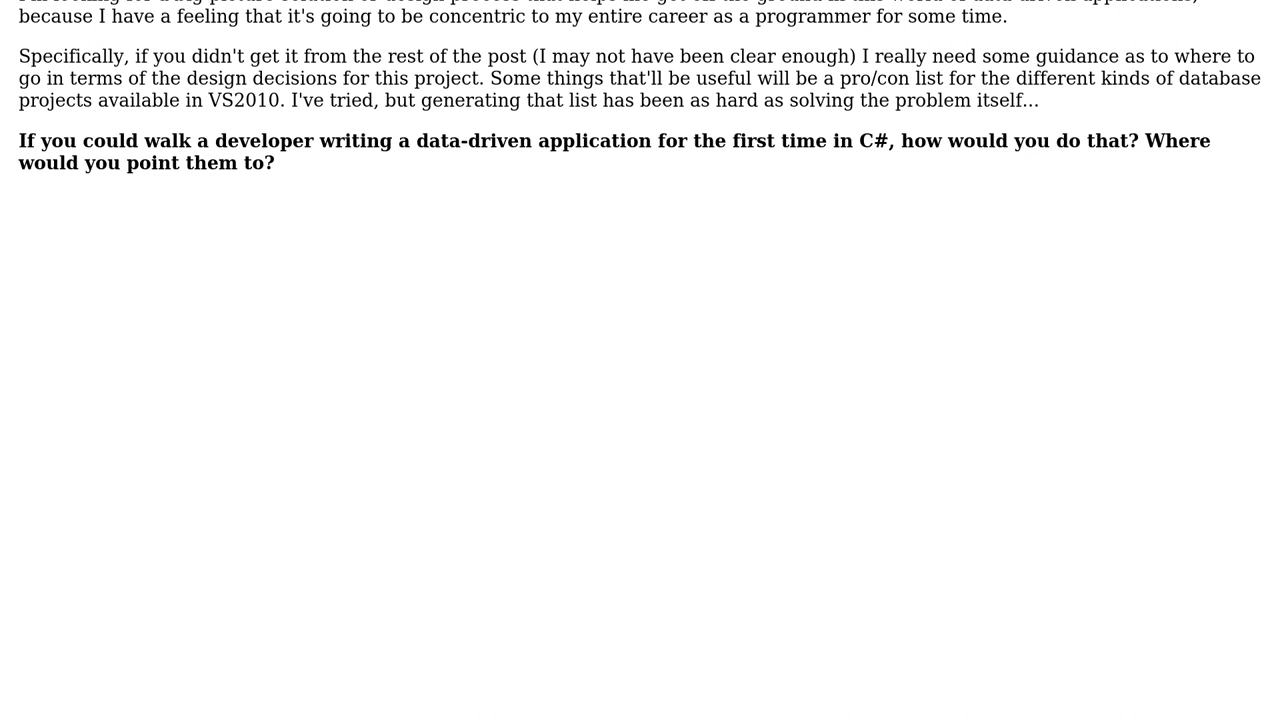 because I have a feeling that it's going to be concentric to my entire career as a programmer for some time.
Specifically, if you didn't get it from the rest of the post (I may not have been clear enough) I really need some guidance as to where to
go in terms of the design decisions for this project. Some things that'll be useful will be a pro/con list for the different kinds of database
projects available in VS2010. I've tried, but generating that list has been as hard as solving the problem itself...
If you could walk a developer writing a data-driven application for the first time in C#, how would you do that? Where
would you point them to?